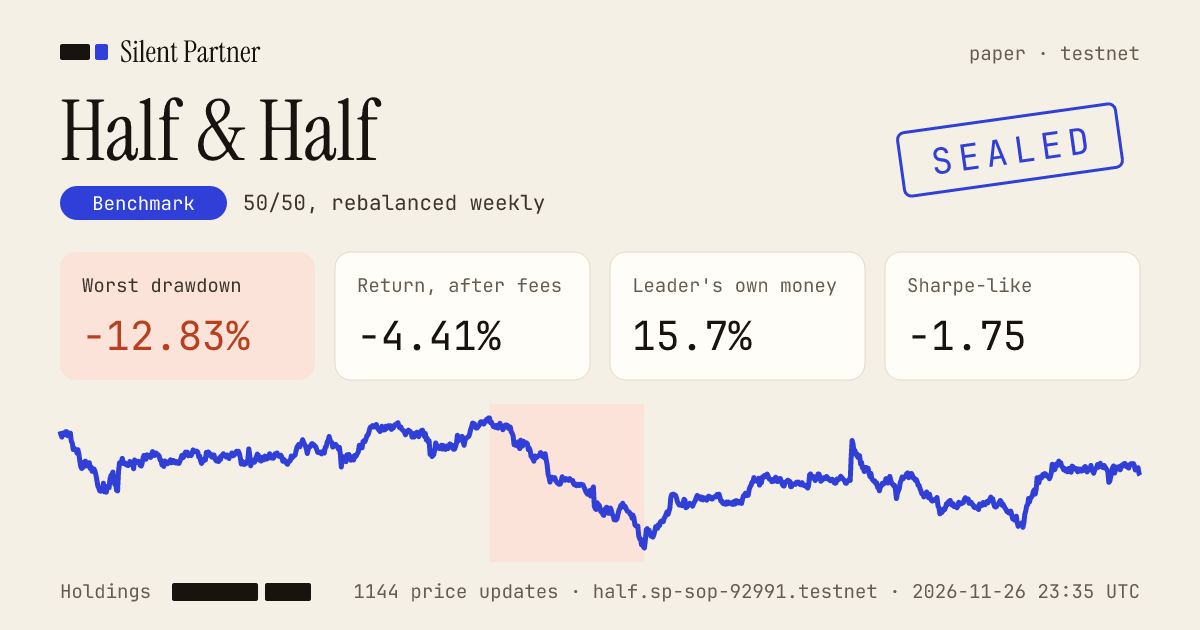 Silent Partner
paper · testnet
Half & Half
SEALED
Benchmark
50/50, rebalanced weekly
Worst drawdown
-12.83%
Return, after fees
-4.41%
Leader's own money
15.7%
Sharpe-like
-1.75
Holdings
1144 price updates · half.sp-sop-92991.testnet · 2026-11-26 23:35 UTC